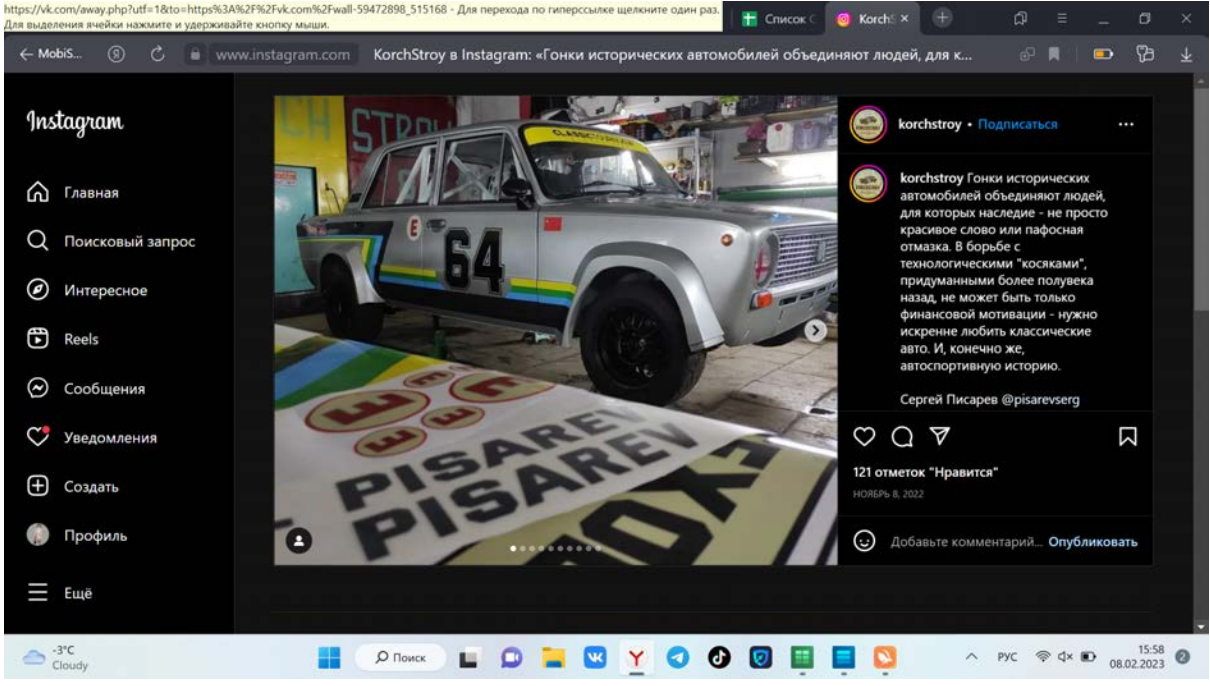 https://vk.com/away.php?utf=1&to=https%3A%2F%2Fvk.com%2Fwall-59472898_515168 - Для перехода по гиперссылке щелкните один раз.
Для выделения ячейки нажмите и удерживайте кнопку мыши.
Список С
KorchS
MobiS...
www.instagram.com
KorchStroy в Instagram: «Гонки исторических автомобилей объединяют людей, для к...
Instagram
Главная
Поисковый запрос
Интересное
Reels
Сообщения
Уведомления
Создать
Профиль
Ещё
CH STROY
E
64
PISAREV
PISAREV
korchstroy • Подписаться
korchstroy Гонки исторических
автомобилей объединяют людей,
для которых наследие - не просто
красивое слово или пафосная
отмазка. В борьбе с
технологическими "косяками",
придуманными более полувека
назад, не может быть только
финансовой мотивации - нужно
искренне любить классические
авто. И, конечно же,
автоспортивную историю.
Сергей Писарев @pisarevserg
121 отметок "Нравится"
НОЯБРЬ 8, 2022
Добавьте комментарий... Опубликовать
-3°C
Cloudy
Поиск
РУС
15:58
08.02.2023
2